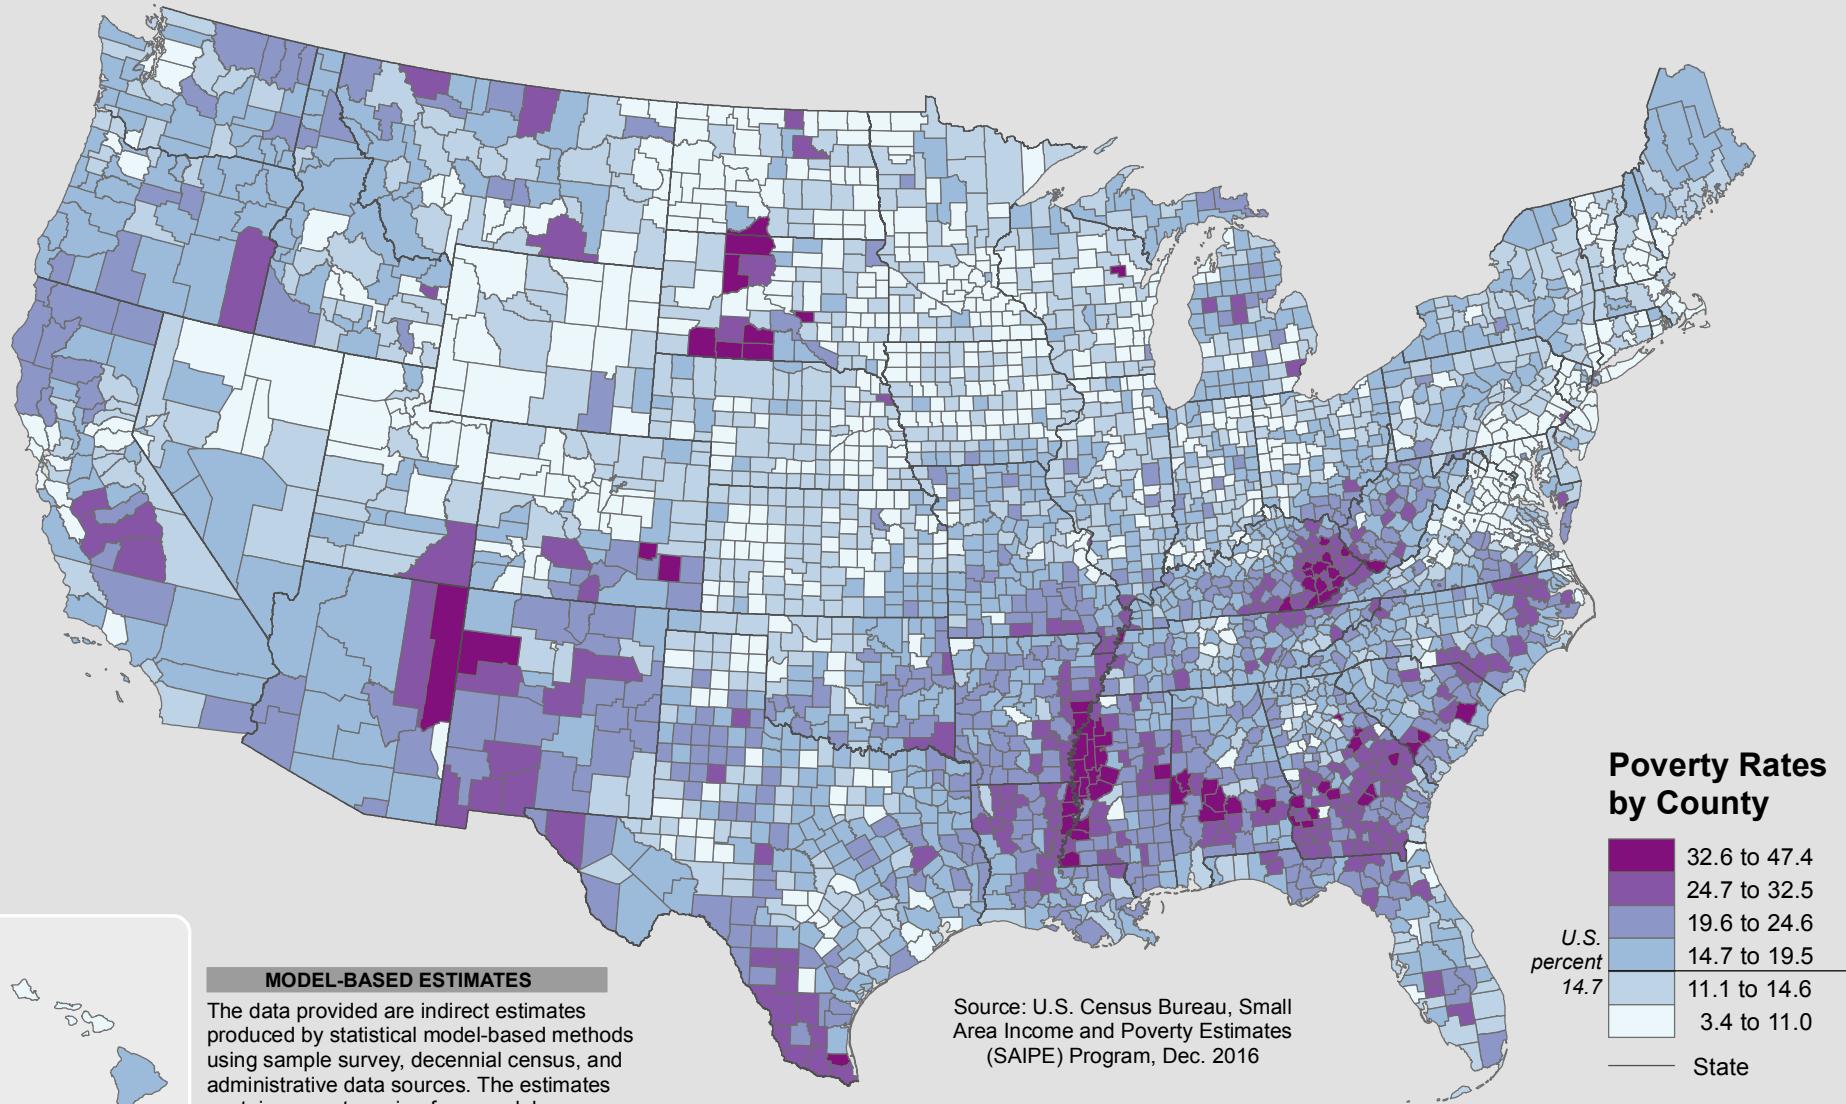 Poverty Rates
by County
32.6 to 47.4
24.7 to 32.5
19.6 to 24.6
14.7 to 19.5
11.1 to 14.6
3.4 to 11.0
U.S.
percent
14.7
State
MODEL-BASED ESTIMATES
The data provided are indirect estimates
produced by statistical model-based methods
using sample survey, decennial census, and
administrative data sources. The estimates
Source: U.S. Census Bureau, Small
Area Income and Poverty Estimates
(SAIPE) Program, Dec. 2016